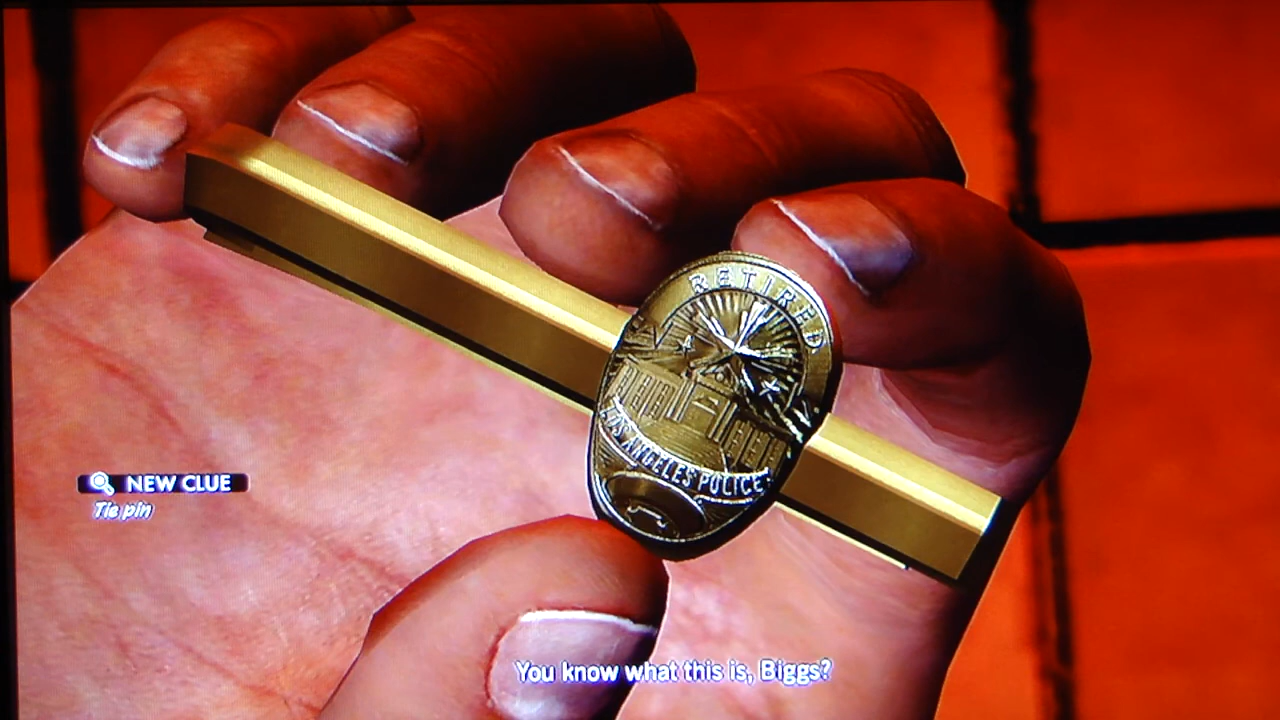 RETIRED
LOS ANGELES POLICE
NEW CLUE
Tie pin
You know what this is, Biggs?